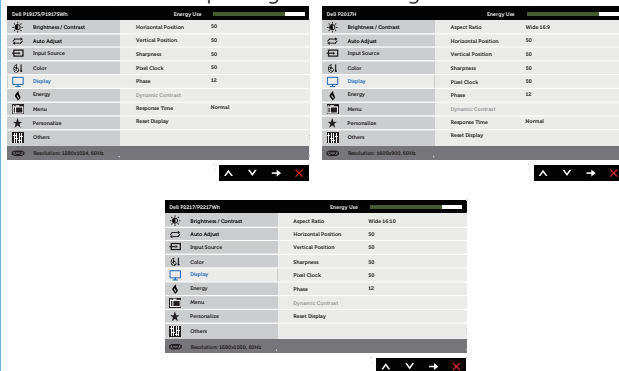 Dell P1917S/P1917SWh Energy Use
Brightness / Contrast Horizontal Position 50
Auto Adjust Vertical Position 50
Input Source Sharpness 50
Color Pixel Clock 50
Display Phase 12
Energy Dynamic Contrast
Menu Response Time Normal
Personalize Reset Display
Others
Resolution: 1280x1024, 60Hz
Dell P2017H Energy Use
Brightness / Contrast Aspect Ratio Wide 16:9
Auto Adjust Horizontal Position 50
Input Source Vertical Position 50
Color Sharpness 50
Display Pixel Clock 50
Energy Phase 12
Menu Dynamic Contrast
Personalize Response Time Normal
Others Reset Display
Resolution: 1600x900, 60Hz
Dell P2217/P2217Wh Energy Use
Brightness / Contrast Aspect Ratio Wide 16:10
Auto Adjust Horizontal Position 50
Input Source Vertical Position 50
Color Sharpness 50
Display Pixel Clock 50
Energy Phase 12
Menu Dynamic Contrast
Personalize Reset Display
Others
Resolution: 1680x1050, 60Hz